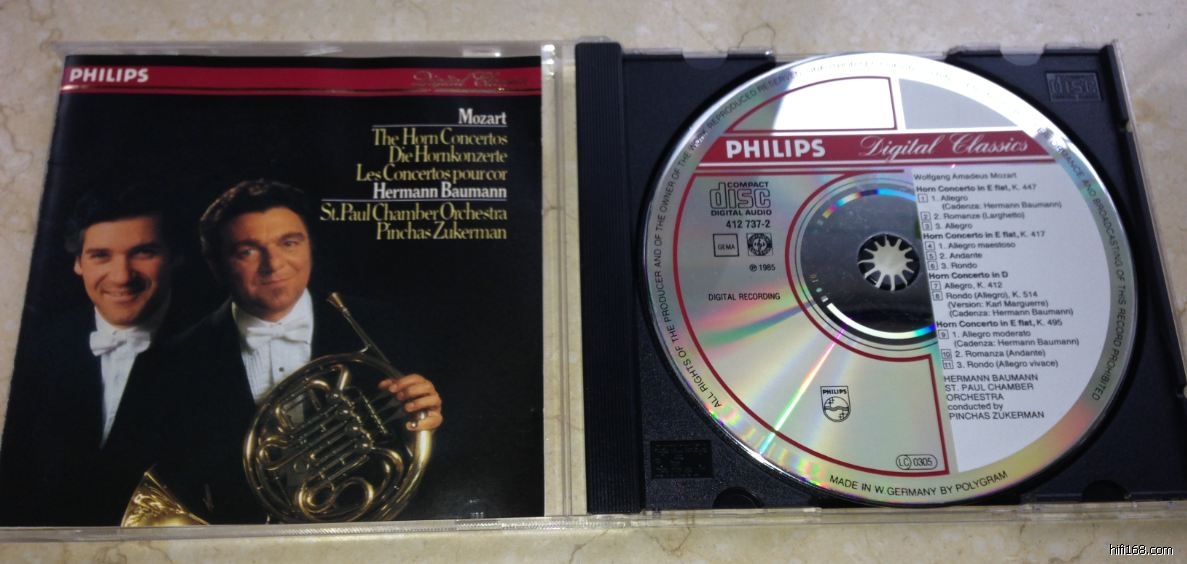 PHILIPS
Digital Classics
Mozart
The Horn Concertos
Die Hornkonzerte
Les Concertos pour cor
Hermann Baumann
St. Paul Chamber Orchestra
Pinchas Zukerman
PHILIPS Digital Classics
COMPACT
disc
DIGITAL AUDIO
412 737-2
GEMA
℗ 1985
DIGITAL RECORDING
Wolfgang Amadeus Mozart
Horn Concerto in E flat, K. 447
1 1. Allegro
(Cadenza: Hermann Baumann)
2 2. Romanze (Larghetto)
3 3. Allegro
Horn Concerto in E flat, K. 417
4 1. Allegro maestoso
5 2. Andante
6 3. Rondo
Horn Concerto in D
7 Allegro, K. 412
8 Rondo (Allegro), K. 514
(Version: Karl Marguerre)
(Cadenza: Hermann Baumann)
Horn Concerto in E flat, K. 495
9 1. Allegro moderato
(Cadenza: Hermann Baumann)
10 2. Romanza (Andante)
11 3. Rondo (Allegro vivace)
HERMANN BAUMANN
ST. PAUL CHAMBER
ORCHESTRA
conducted by
PINCHAS ZUKERMAN
PHILIPS
LC 0305
ALL RIGHTS OF THE PRODUCER AND OF THE OWNER OF THE WORK REPRODUCED RESERVED AND BROADCASTING OF THIS RECORD PROHIBITED
MADE IN W. GERMANY BY POLYGRAM
disc
hifi168.com